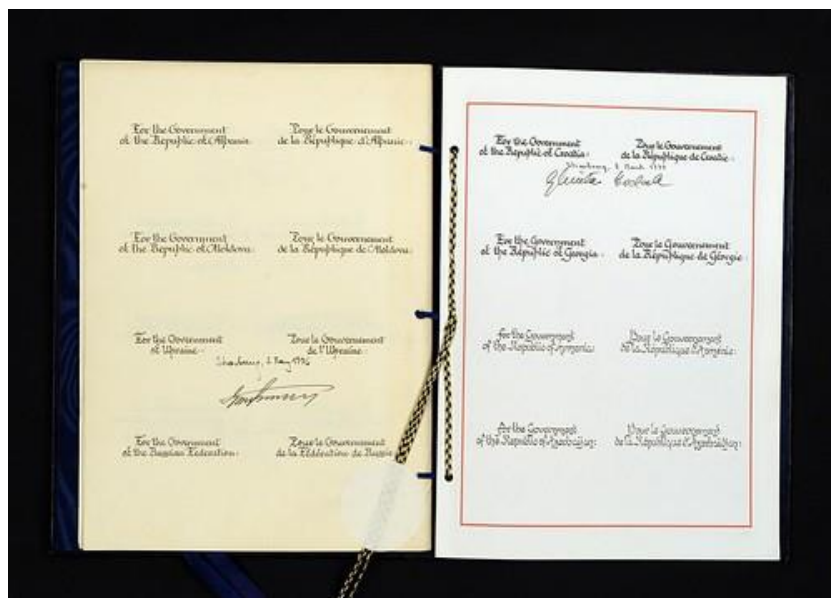 For the Government
of the Republic of Albania:
Pour le Gouvernement
de la République d'Albanie:
For the Government
of the Republic of Moldova:
Pour le Gouvernement
de la République de Moldova:
For the Government
of Ukraine:
Pour le Gouvernement
de l'Ukraine:
Strasbourg, 2 May 1996
For the Government
of the Russian Federation:
Pour le Gouvernement
de la Fédération de Russie:
For the Government
of the Republic of Croatia:
Pour le Gouvernement
de la République de Croatie:
Strasbourg,
For the Government
of the Republic of Georgia:
Pour le Gouvernement
de la République de Géorgie:
for the Government
of the Republic of Armenia:
Pour le Gouvernement
de la République d'Arménie:
for the Government
of the Republic of Azerbaijan:
Pour le Gouvernement
de la République d'Azerbaïdjan: